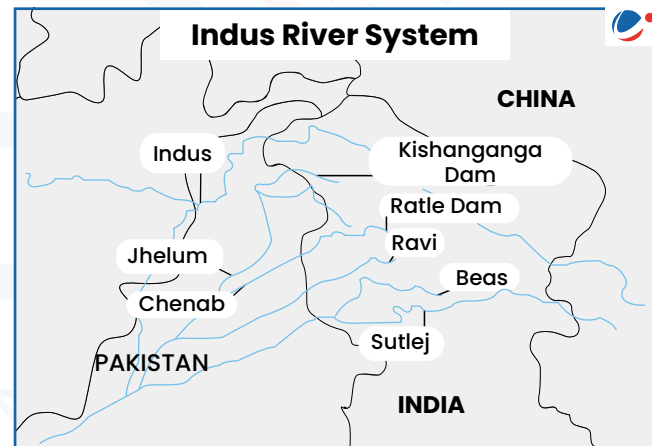 Indus River System
CHINA
Indus
Kishanganga
Dam
Ratle Dam
Ravi
Jhelum
Beas
Chenab
Sutlej
PAKISTAN
INDIA